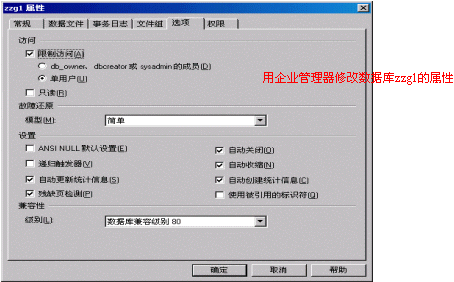 zzg1 属性
常规 数据文件 事务日志 文件组 选项 权限
访问
限制访问(A)
db_owner、dbcreator 或 sysadmin 的成员(D)
单用户(U)
用企业管理器修改数据库zzg1的属性
只读(R)
故障还原
模型(M): 简单
设置
ANSI NULL 默认设置(E) 自动关闭(O)
递归触发器(V) 自动收缩(N)
自动更新统计信息(S) 自动创建统计信息(C)
残缺页检测(P) 使用被引用的标识符(Q)
兼容性
级别(L): 数据库兼容级别 80
确定 取消 帮助